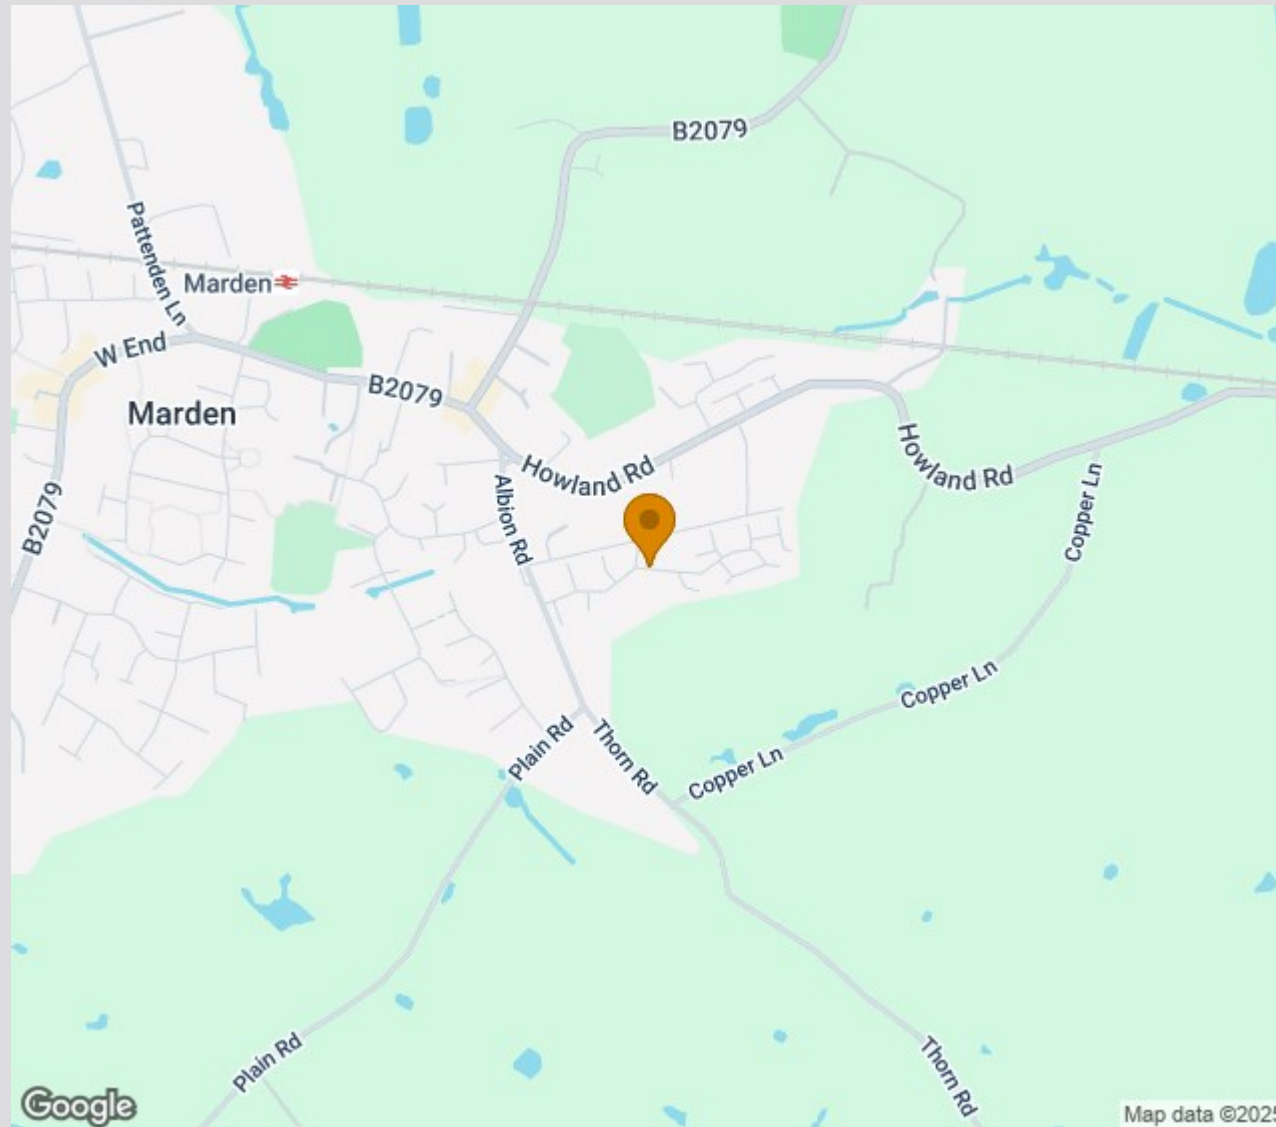 B2079
Pattenden Ln
Marden
W End
B2079
Marden
Howland Rd
Howland Rd
Albion Rd
Copper Ln
B2079
Copper Ln
Plain Rd
Thorn Rd
Copper Ln
Plain Rd
Thorn Rd
Google
Map data ©2025